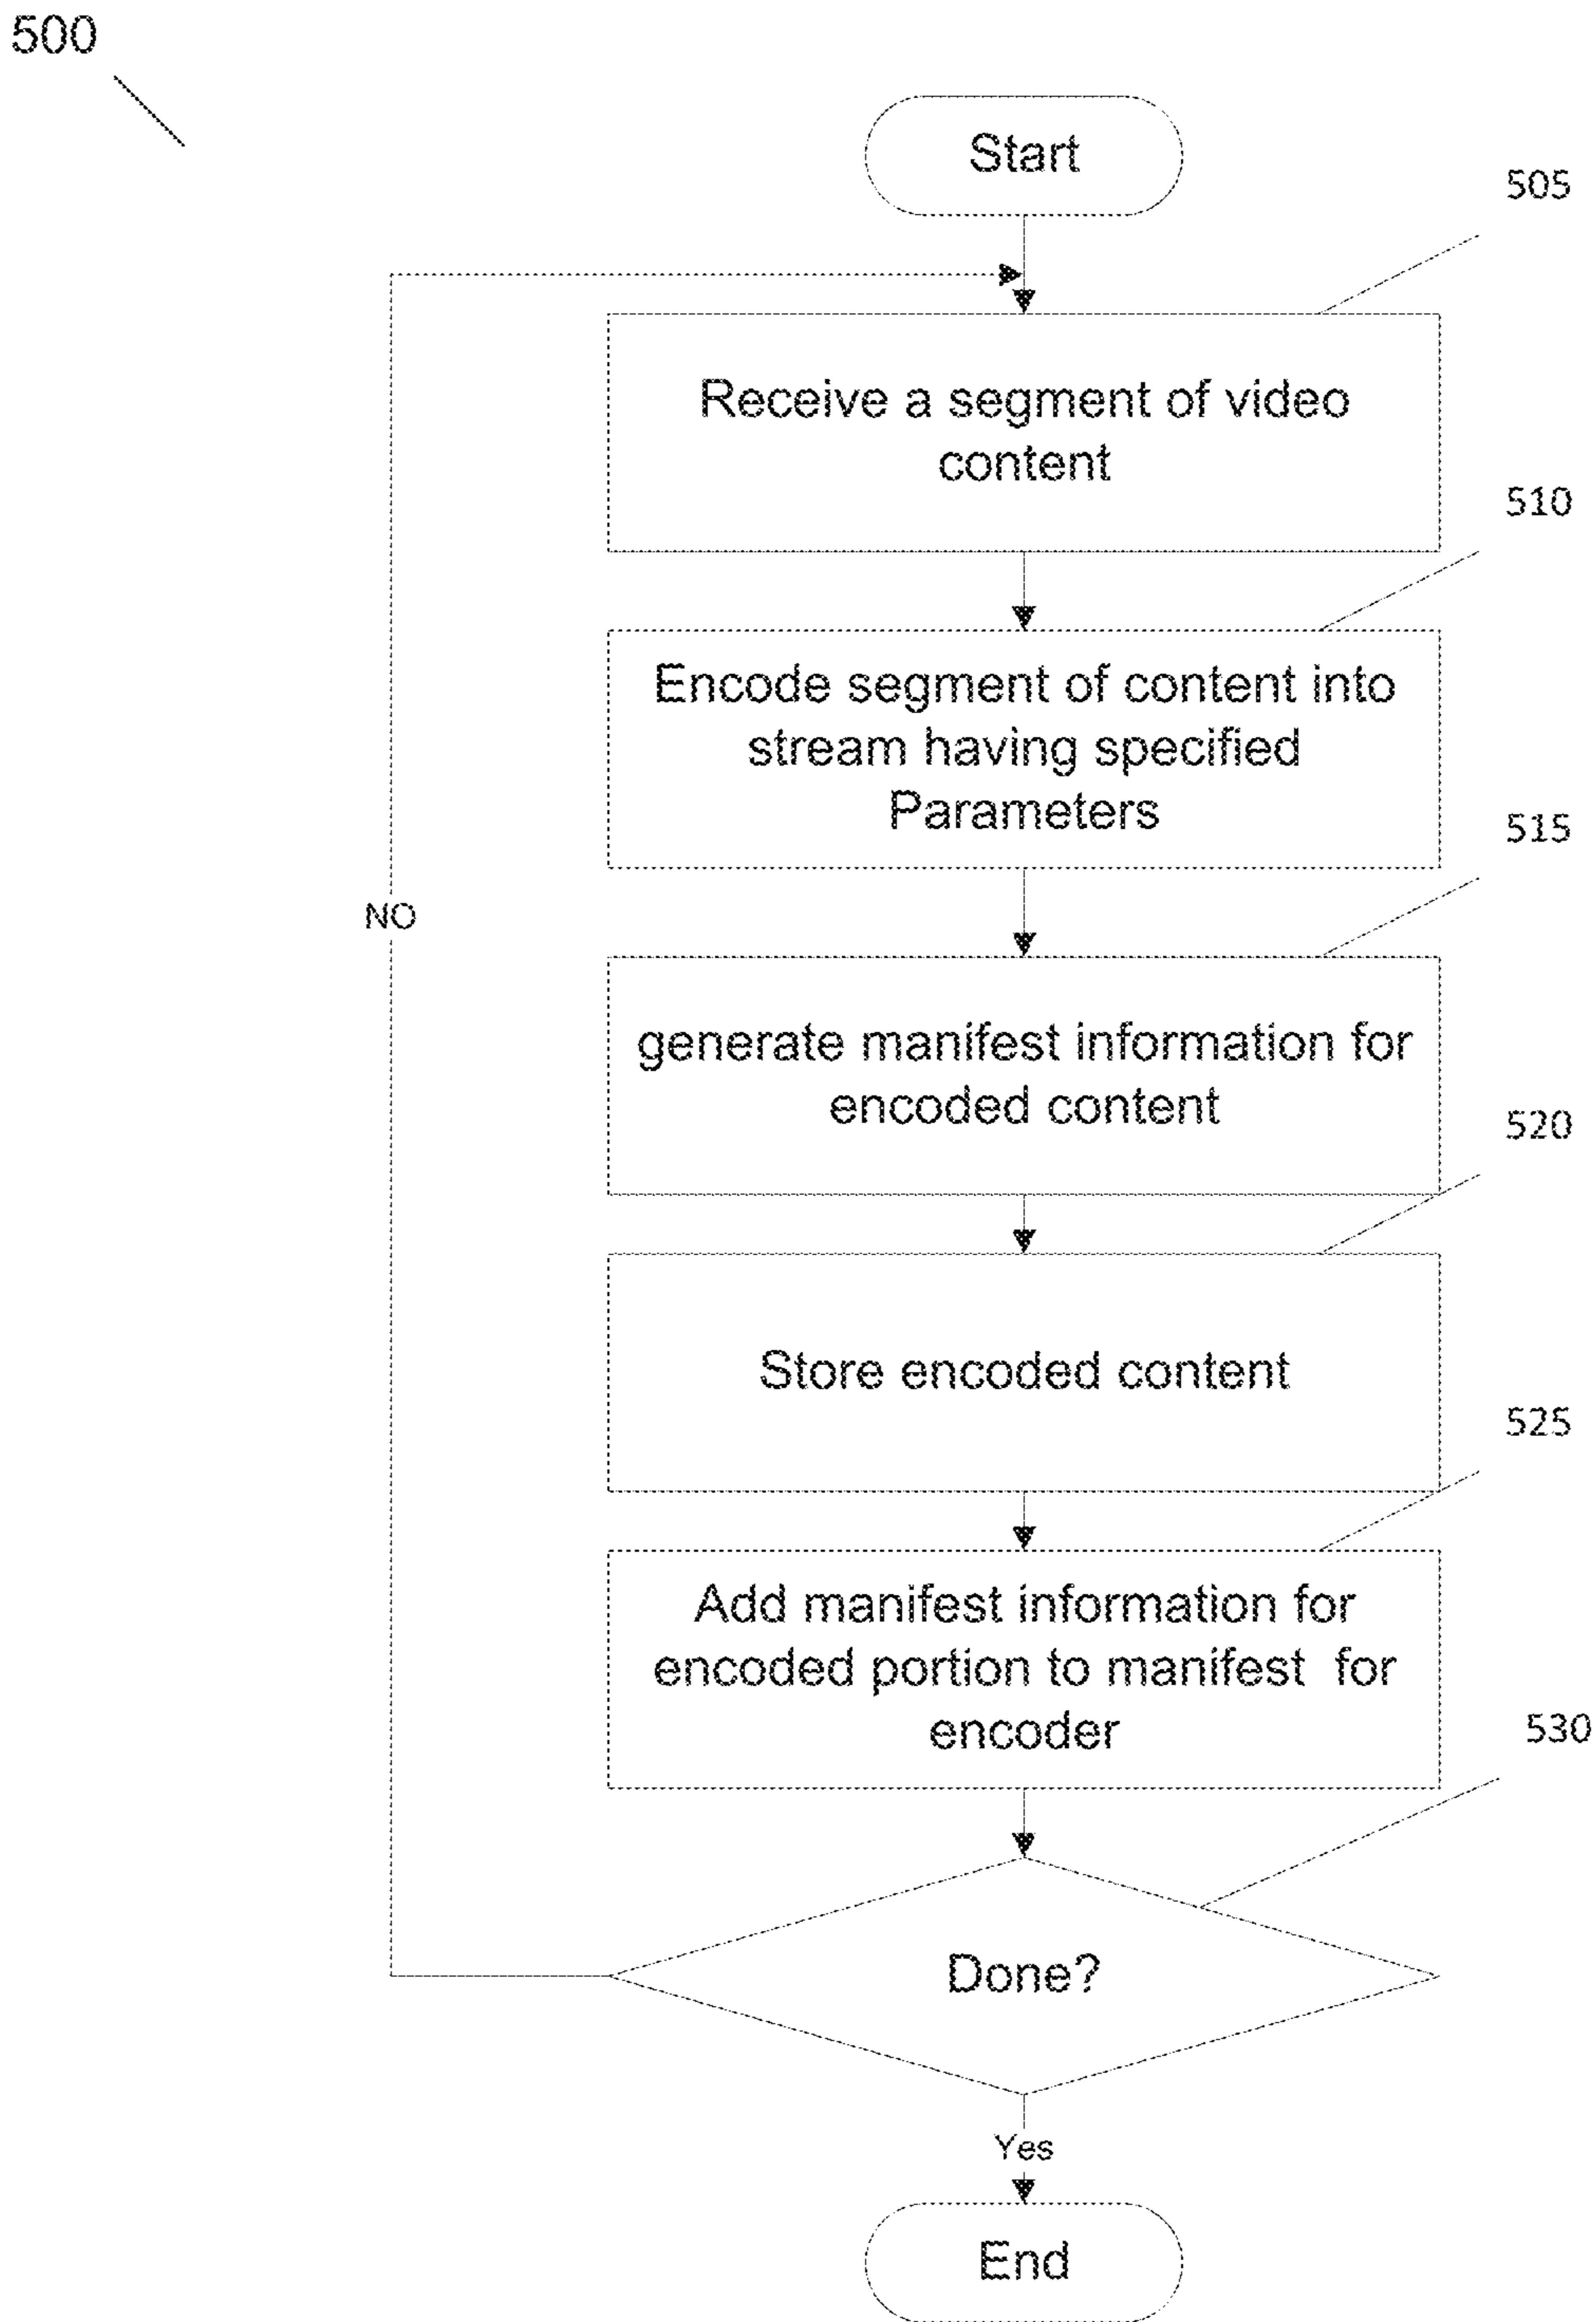 500
Start
505
Receive a segment of video
content
510
Encode segment of content into
stream having specified
Parameters
515
NO
generate manifest information for
encoded content
520
Store encoded content
525
Add manifest information for
encoded portion to manifest for
encoder
530
Done?
Yes
End